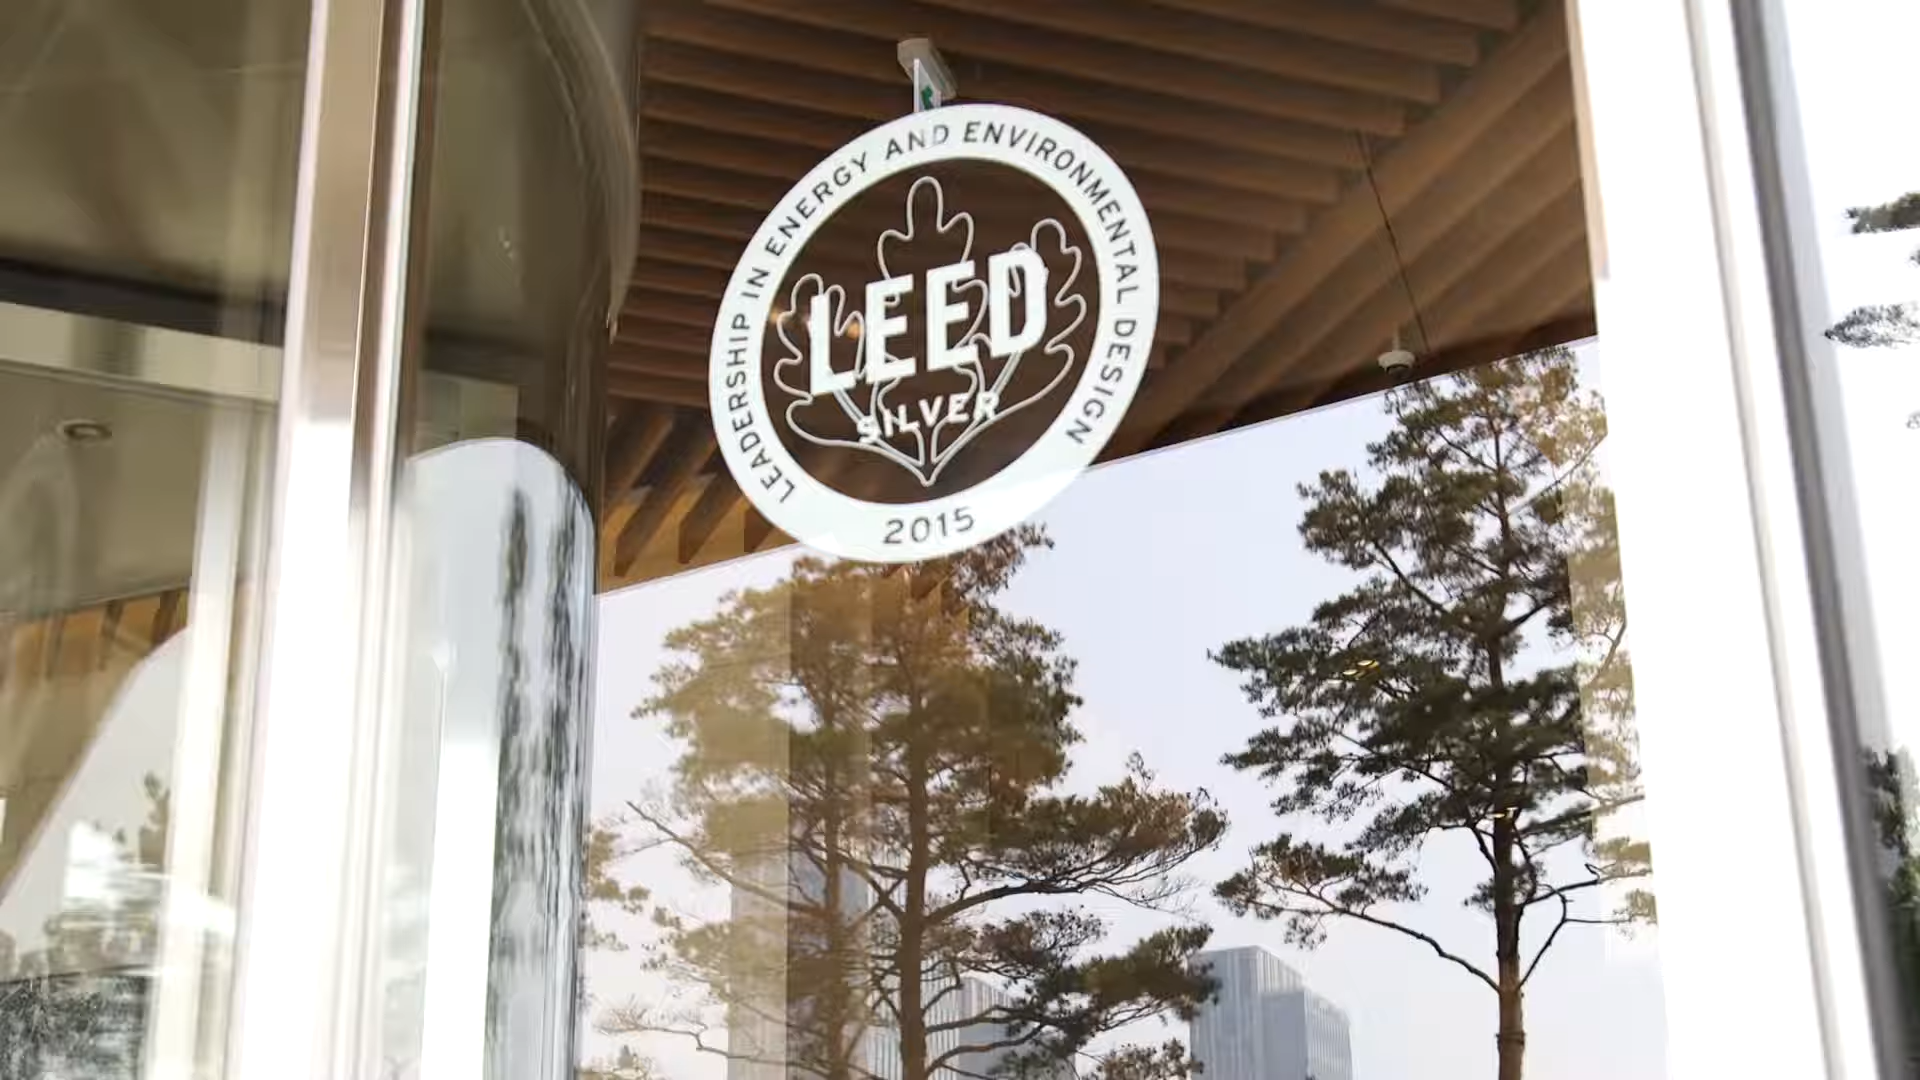 LEADERSHIP IN ENERGY AND ENVIRONMENTAL DESIGN
LEED
SILVER
2015